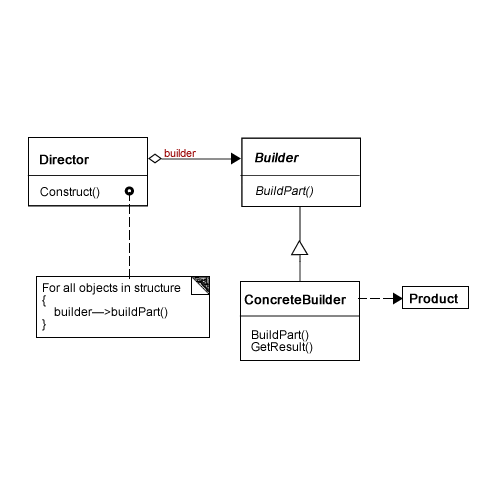 Director
Construct()
builder
Builder
BuildPart()
For all objects in structure
{
builder—>buildPart()
}
ConcreteBuilder
BuildPart()
GetResult()
Product